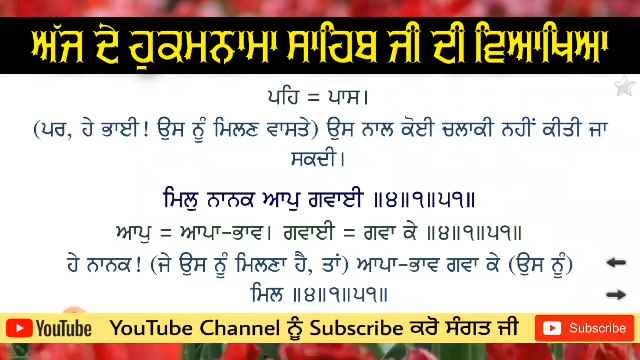 ਅੱਜ ਦੇ ਹੁਕਮਨਾਮਾ ਸਾਹਿਬ ਜੀ ਦੀ ਵਿਆਖਿਆ
ਪਹਿ = ਪਾਸ।
(ਪਰ, ਹੇ ਭਾਈ! ਉਸ ਨੂੰ ਮਿਲਣ ਵਾਸਤੇ) ਉਸ ਨਾਲ ਕੋਈ ਚਲਾਕੀ ਨਹੀਂ ਕੀਤੀ ਜਾ
ਸਕਦੀ।
ਮਿਲੁ ਨਾਨਕ ਆਪੁ ਗਵਾਈ ॥੪॥੧॥੫੧॥
ਆਪੁ = ਆਪਾ-ਭਾਵ। ਗਵਾਈ = ਗਵਾ ਕੇ ॥੪॥੧॥੫੧॥
ਹੇ ਨਾਨਕ! (ਜੇ ਉਸ ਨੂੰ ਮਿਲਣਾ ਹੈ, ਤਾਂ) ਆਪਾ-ਭਾਵ ਗਵਾ ਕੇ (ਉਸ ਨੂੰ)
ਮਿਲ ॥੪॥੧॥੫੧॥
YouTube YouTube Channel ਨੂੰ Subscribe ਕਰੋ ਸੰਗਤ ਜੀ Subscribe